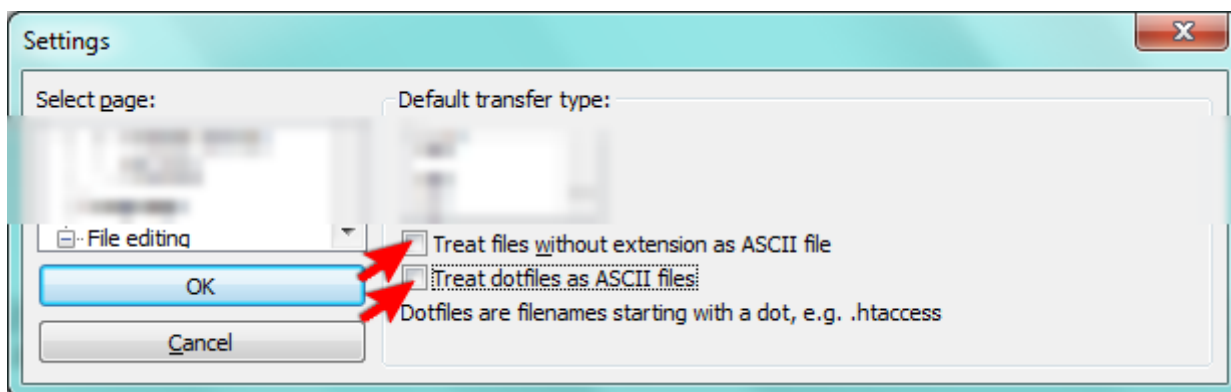 Settings
Select page:
Default transfer type:
File editing
Treat files without extension as ASCII file
OK
Treat dotfiles as ASCII files
Dotfiles are filenames starting with a dot, e.g. .htaccess
Cancel